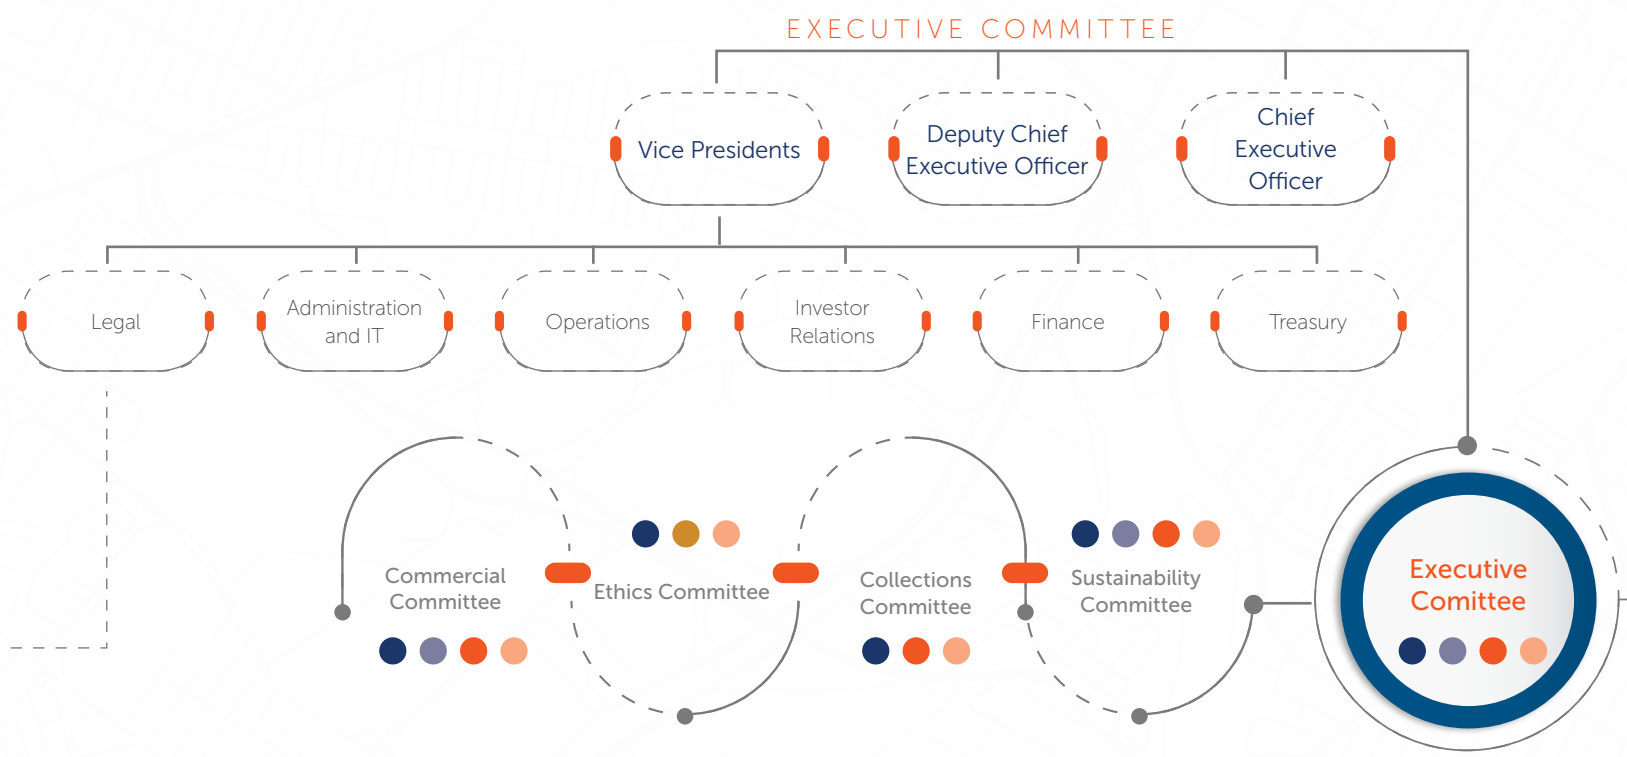 EXECUTIVE COMMITTEE
Vice Presidents
Deputy Chief
Executive Officer
Chief
Executive
Officer
Legal
Administration
and IT
Operations
Investor
Relations
Finance
Treasury
Commercial
Committee
Ethics Committee
Collections
Committee
Sustainability
Committee
Executive
Comittee